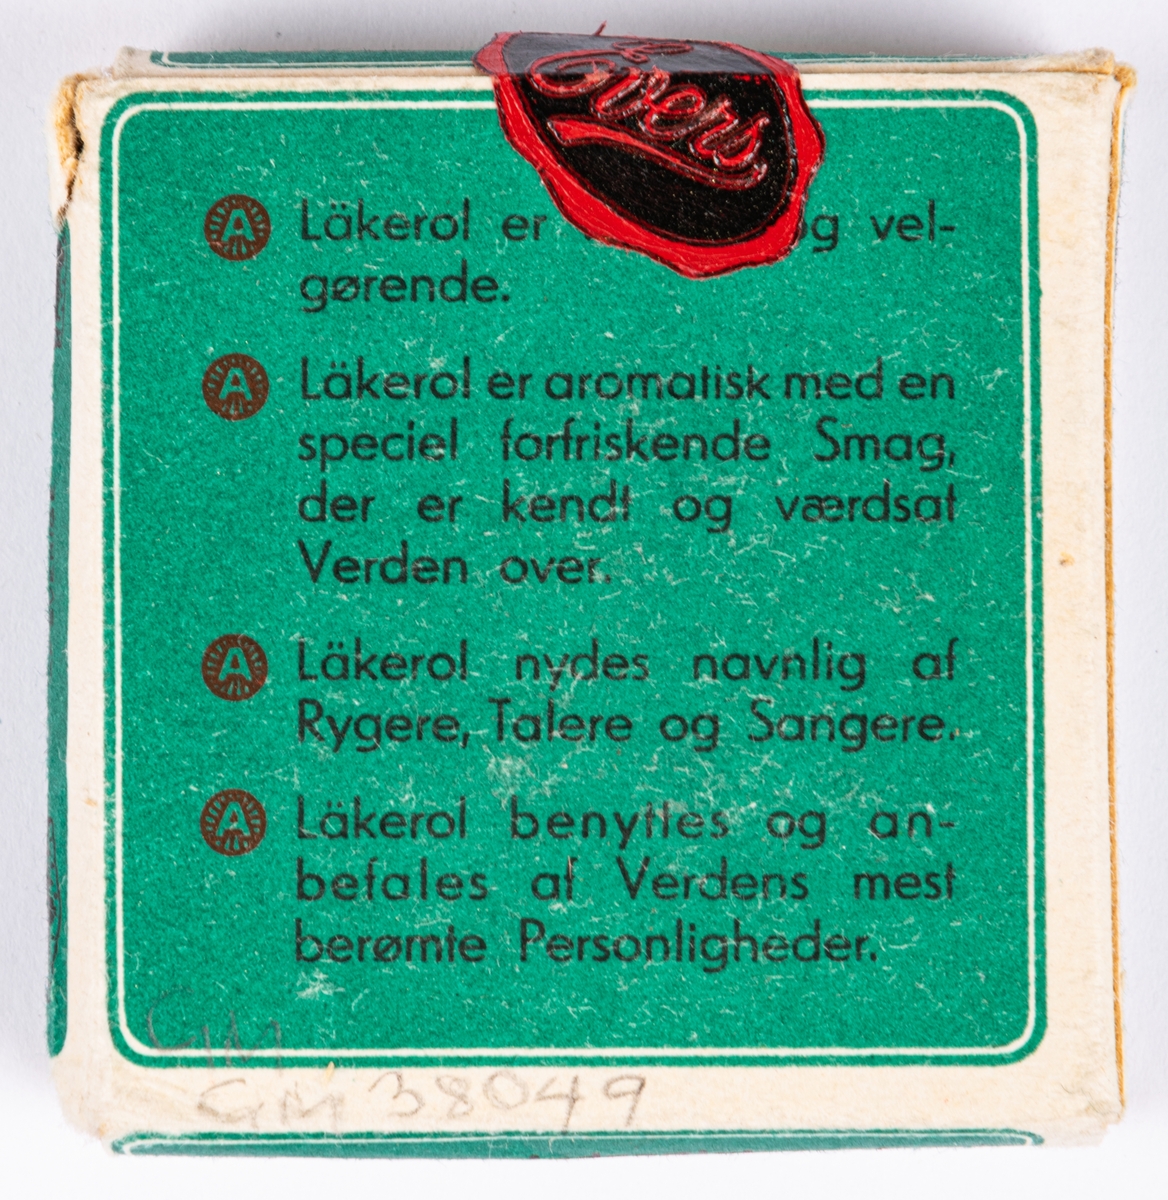 Övers
A Läkerol er og vel-
gørende.
A Läkerol er aromatisk med en
speciel forfriskende Smag,
der er kendt og værdsat
Verden over.
A Läkerol nydes navnlig af
Rygere, Talere og Sangere.
A Läkerol benyttes og an-
befales af Verdens mest
berømte Personligheder.
GM
GM 38049